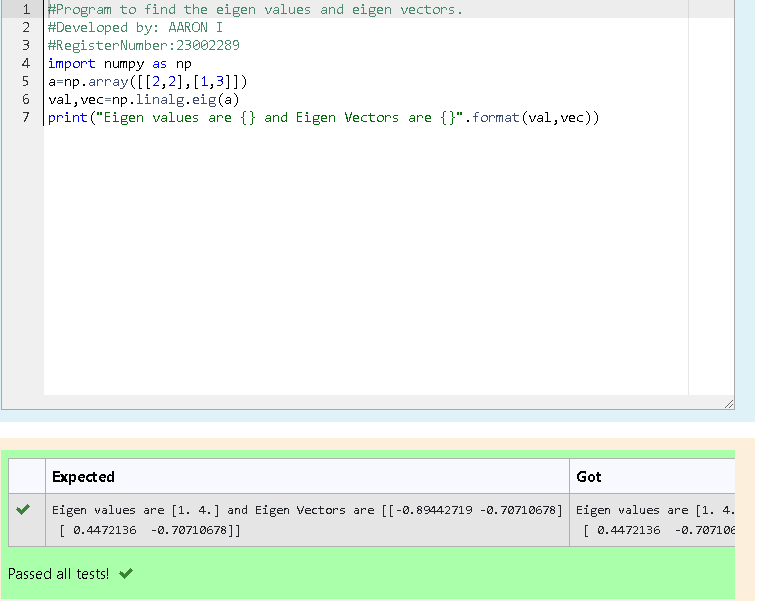 1 #Program to find the eigen values and eigen vectors.
2 #Developed by: AARON I
3 #RegisterNumber:23002289
4 import numpy as np
5 a=np.array([[2,2],[1,3]])
6 val,vec=np.linalg.eig(a)
7 print("Eigen values are {} and Eigen Vectors are {}".format(val,vec))
Expected Got
Eigen values are [1. 4.] and Eigen Vectors are [[-0.89442719 -0.70710678] Eigen values are [1. 4.
[ 0.4472136 -0.70710678]] [ 0.4472136 -0.70710
Passed all tests!